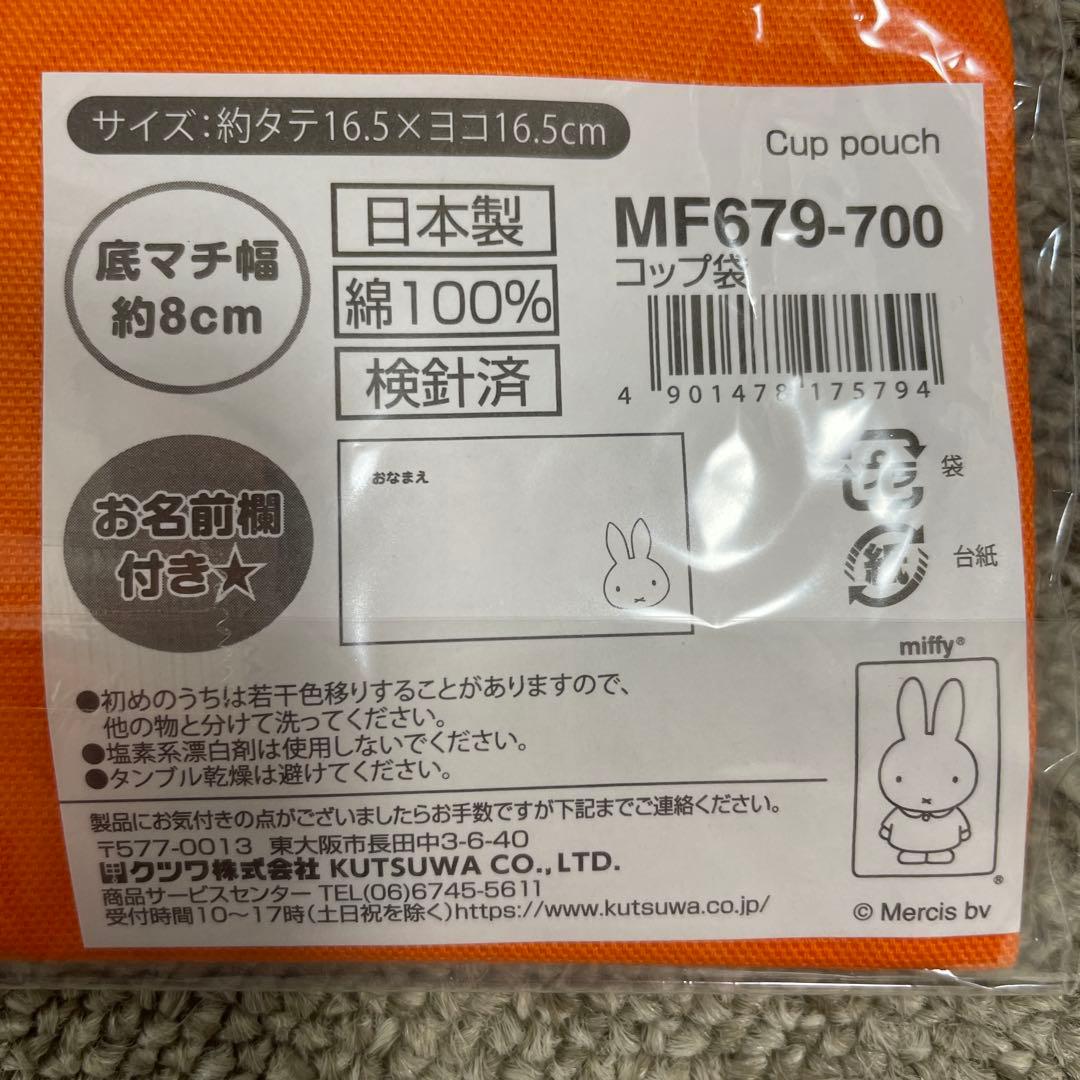 サイズ：約タテ16.5×ヨコ16.5cm
Cup pouch
底マチ幅
約8cm
日本製
綿100%
検針済
MF679-700
コップ袋
4 901478 175794
お名前欄
付き★
おなまえ
プラ
袋
紙
台紙
miffy®
●初めのうちは若干色移りすることがありますので、
他の物と分けて洗ってください。
●塩素系漂白剤は使用しないでください。
●タンブル乾燥は避けてください。
製品にお気付きの点がございましたらお手数ですが下記までご連絡ください。
〒577-0013 東大阪市長田中3-6-40
クツワ株式会社 KUTSUWA CO., LTD.
商品サービスセンター TEL(06)6745-5611
受付時間10〜17時(土日祝を除く)https://www.kutsuwa.co.jp/
®
© Mercis bv